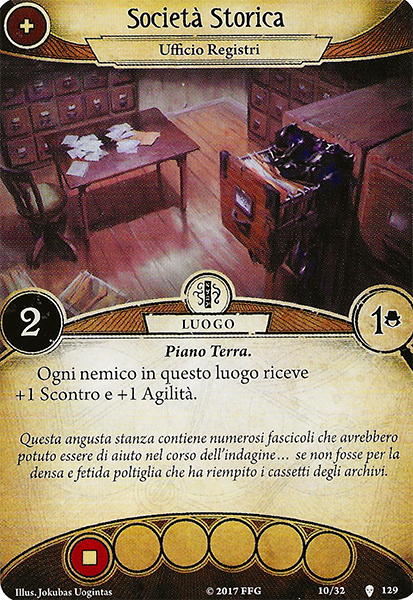 Società Storica
Ufficio Registri
2
LUOGO
1
Piano Terra.
Ogni nemico in questo luogo riceve
+1 Scontro e +1 Agilità.
Questa angusta stanza contiene numerosi fascicoli che avrebbero
potuto essere di aiuto nel corso dell'indagine… se non fosse per la
densa e fetida poltiglia che ha riempito i cassetti degli archivi.
Illus. Jokubas Uogintas © 2017 FFG 10/32 129